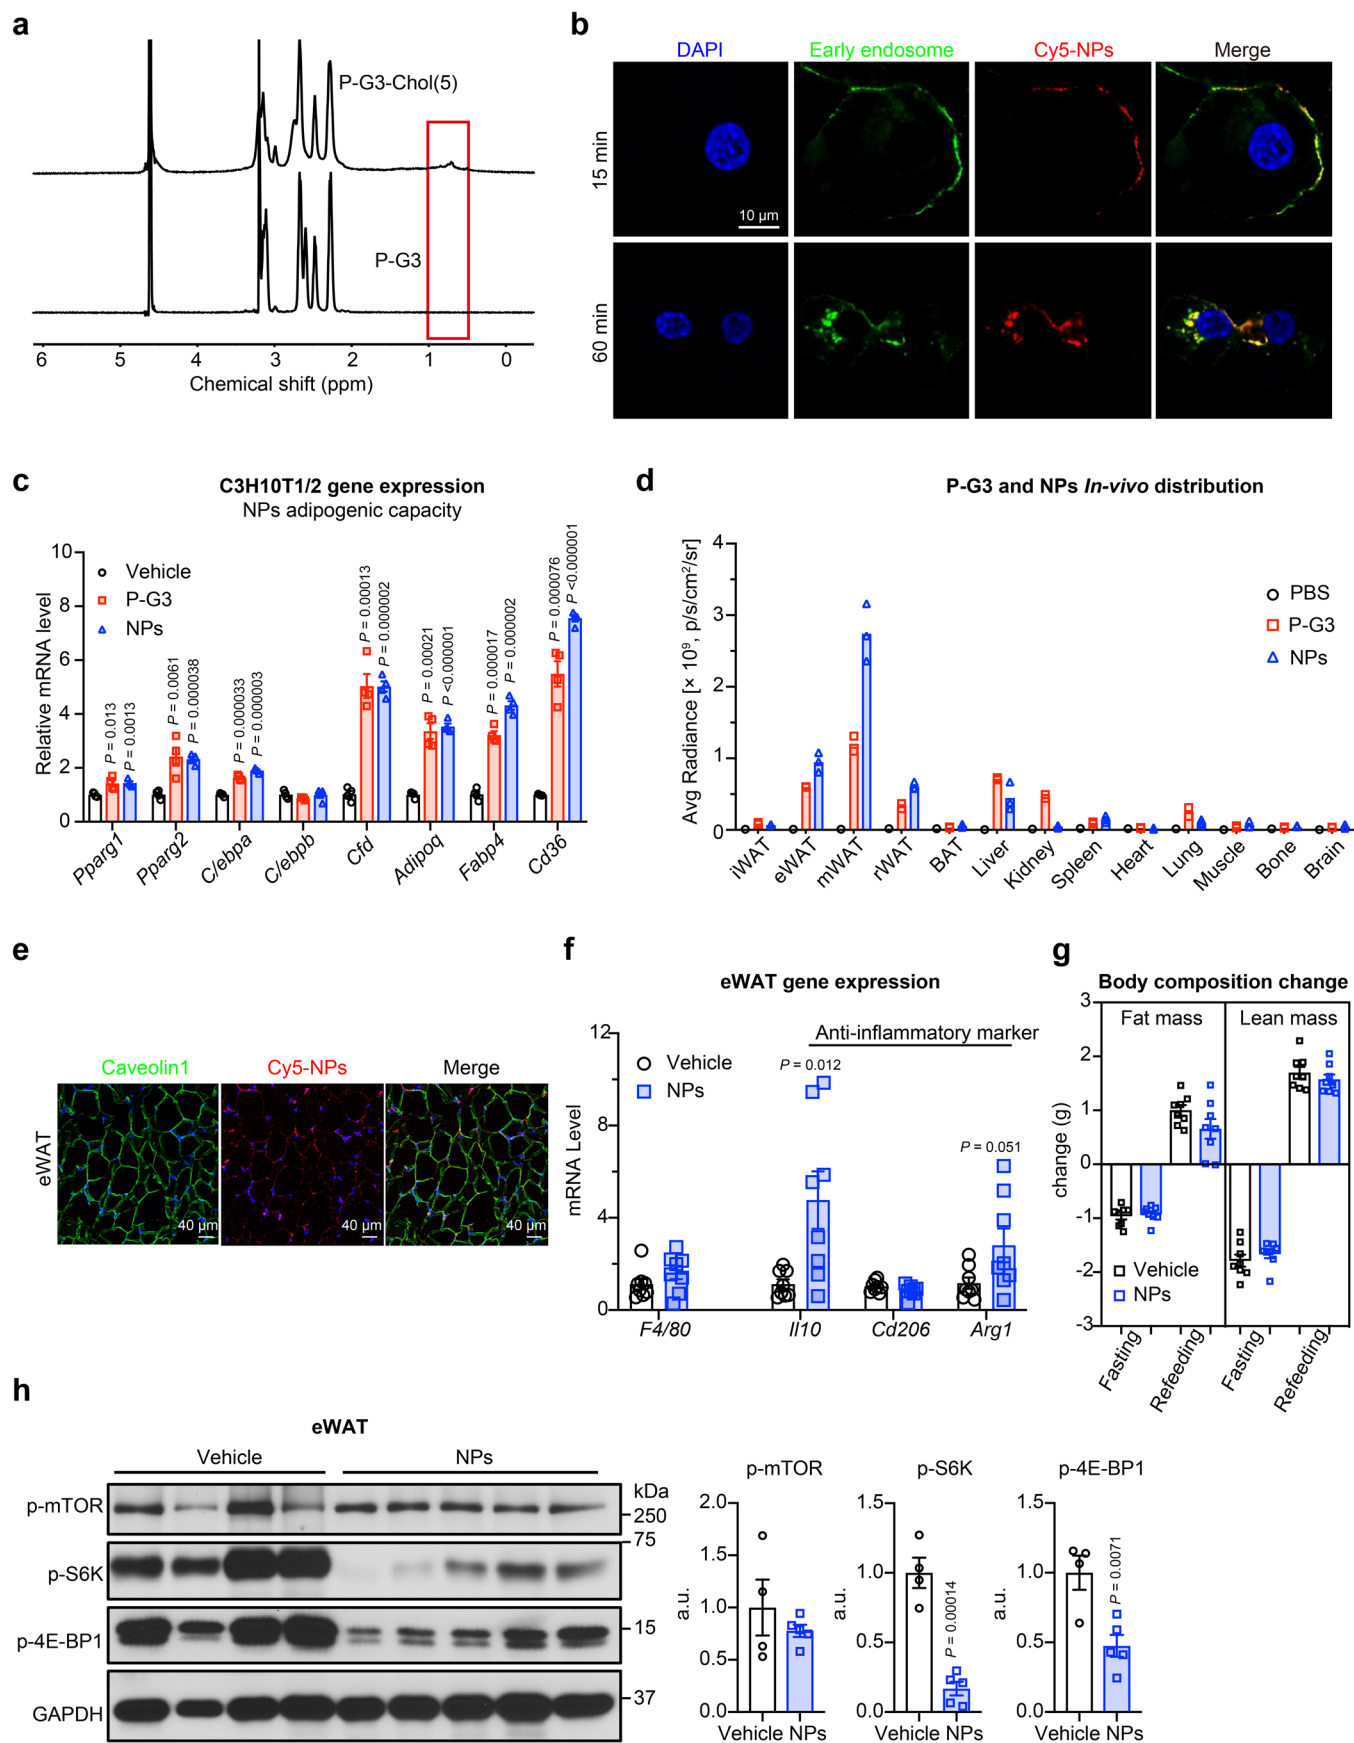 a
P-G3-Chol(5)
P-G3
6 5 4 3 2 1 0
Chemical shift (ppm)
b
DAPI Early endosome Cy5-NPs Merge
15 min
10 μm
60 min
c
C3H10T1/2 gene expression
NPs adipogenic capacity
Relative mRNA level
10
8
6
4
2
0
Vehicle
P-G3
NPs
P = 0.013
P = 0.0013
P = 0.0061
P = 0.000038
P = 0.000033
P = 0.000003
P = 0.00013
P = 0.000002
P = 0.00021
P <0.000001
P = 0.000017
P = 0.000002
P = 0.000076
P <0.000001
Pparg1 Pparg2 C/ebpa C/ebpb Cfd Adipoq Fabp4 Cd36
d
P-G3 and NPs In-vivo distribution
Avg Radiance [× 10⁹, p/s/cm²/sr]
4
3
2
1
0
PBS
P-G3
NPs
iWAT eWAT mWAT rWAT BAT Liver Kidney Spleen Heart Lung Muscle Bone Brain
e
Caveolin1 Cy5-NPs Merge
eWAT
40 μm 40 μm 40 μm
f
eWAT gene expression
mRNA Level
12
8
4
0
Vehicle
NPs
Anti-inflammatory marker
P = 0.012
P = 0.051
F4/80 Il10 Cd206 Arg1
g
Body composition change
Fat mass Lean mass
change (g)
3
2
1
0
-1
-2
-3
Vehicle
NPs
Fasting Refeeding Fasting Refeeding
h
eWAT
Vehicle NPs
kDa
p-mTOR 250
75
p-S6K
p-4E-BP1 15
GAPDH 37
p-mTOR
a.u.
2.0
1.5
1.0
0.5
0.0
Vehicle NPs
p-S6K
a.u.
1.5
1.0
0.5
0.0
P = 0.00014
Vehicle NPs
p-4E-BP1
a.u.
1.5
1.0
0.5
0.0
P = 0.0071
Vehicle NPs